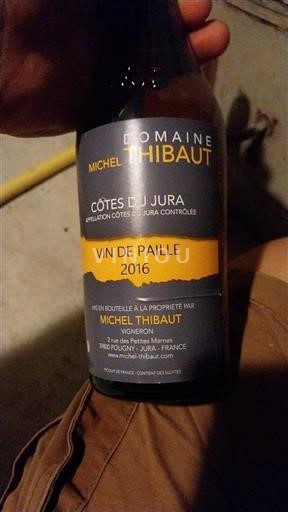 DOMAINE
MICHEL THIBAUT
CÔTES DU JURA
APPELLATION CÔTES DU JURA CONTRÔLÉE
VIN DE PAILLE
2016
MIS EN BOUTEILLE À LA PROPRIÉTÉ PAR
MICHEL THIBAUT
VIGNERON
2 rue des Petites Marnes
39800 POLIGNY - JURA - FRANCE
www.michel-thibaut.com
PRODUIT DE FRANCE - CONTIENT DES SULFITES